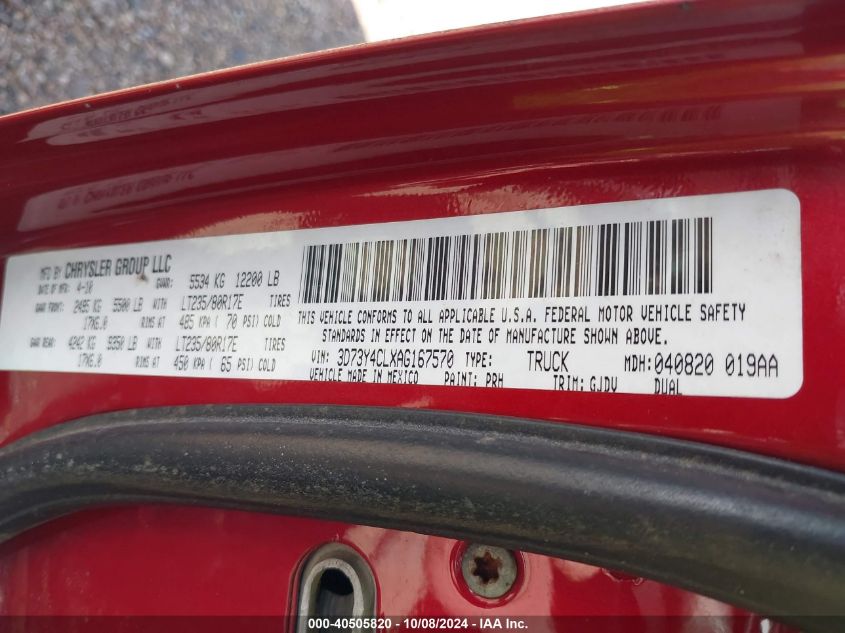 MFD BY CHRYSLER GROUP LLC
DATE OF MFR: 4-10 GVWR: 5534 KG 12200 LB
GAWR FRONT: 2495 KG 5500 LB WITH LT235/80R17E TIRES
17X6.0 RIMS AT 485 KPA ( 70 PSI) COLD
GAWR REAR: 4242 KG 9350 LB WITH LT235/80R17E TIRES
17X6.0 RIMS AT 450 KPA ( 65 PSI) COLD
THIS VEHICLE CONFORMS TO ALL APPLICABLE U.S.A. FEDERAL MOTOR VEHICLE SAFETY
STANDARDS IN EFFECT ON THE DATE OF MANUFACTURE SHOWN ABOVE.
VIN: 3D73Y4CLXAG167570 TYPE: TRUCK MDH: 040820 019AA
VEHICLE MADE IN MEXICO PAINT: PRH TRIM: GJDV DUAL
000-40505820 - 10/08/2024 - IAA Inc.